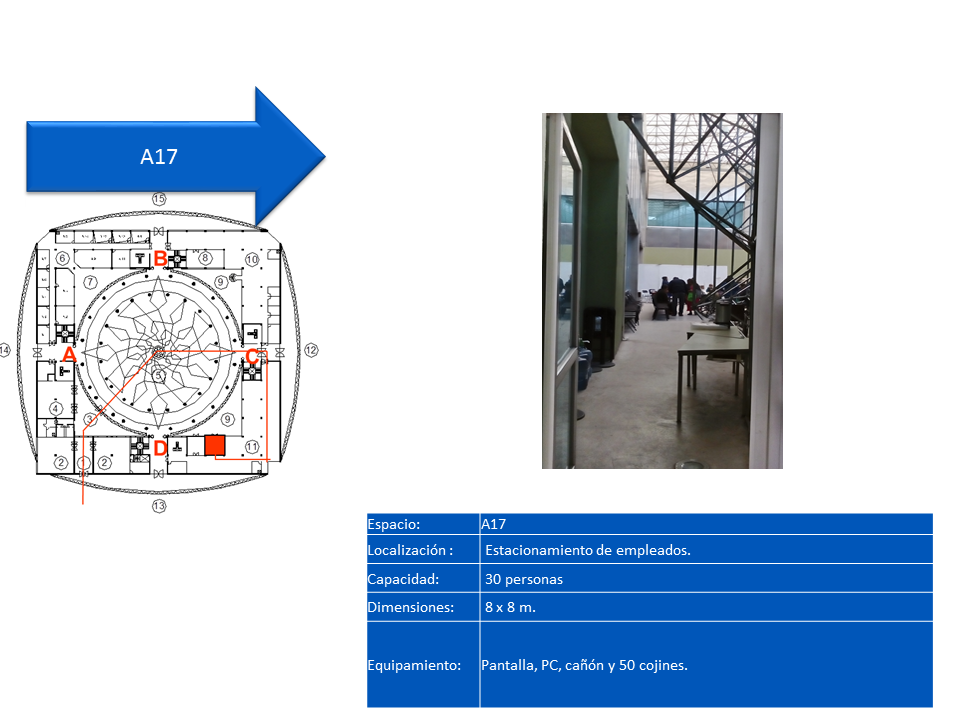 A17
15
B
6
8
10
7
9
14
A
C
12
5
4
3
9
D
11
2
1
2
13
Espacio: A17
Localización : Estacionamiento de empleados.
Capacidad: 30 personas
Dimensiones: 8 x 8 m.
Equipamiento: Pantalla, PC, cañón y 50 cojines.